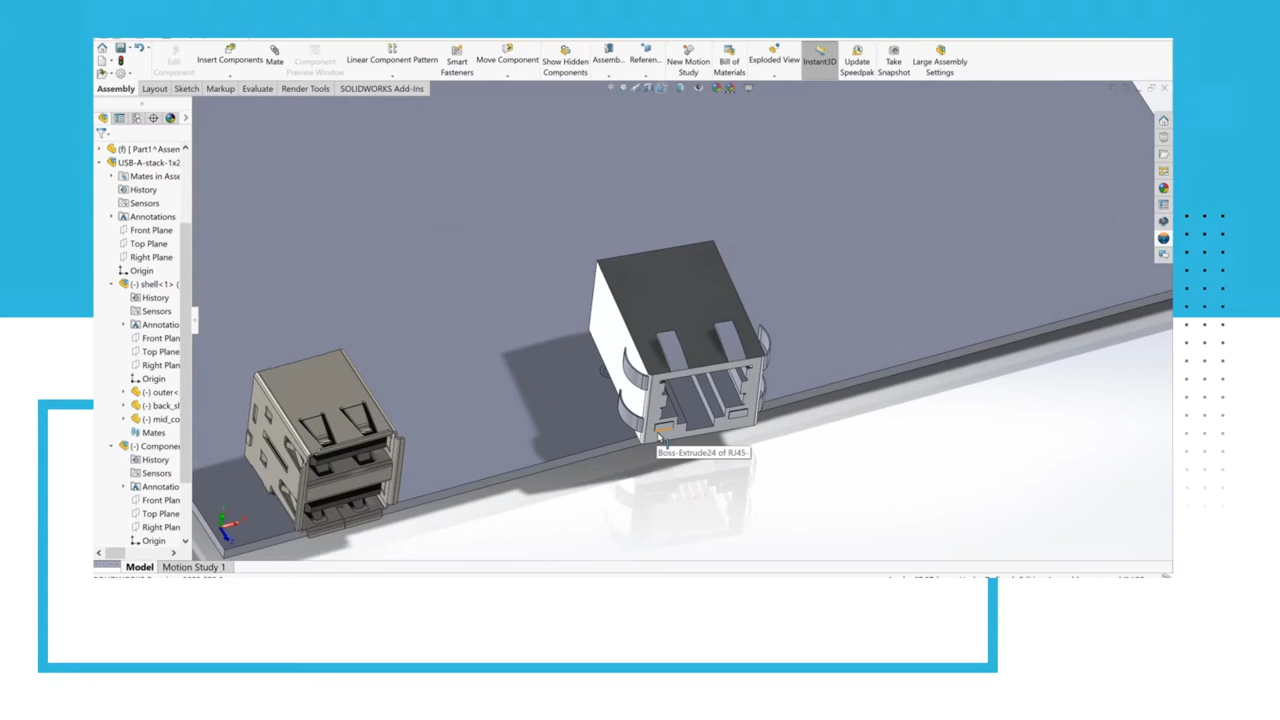 Edit Component
Insert Components
Mate
Component Preview Window
Linear Component Pattern
Smart Fasteners
Move Component
Show Hidden Components
Assemb...
Referen...
New Motion Study
Bill of Materials
Exploded View
Instant3D
Update Speedpak
Take Snapshot
Large Assembly Settings
Assembly
Layout
Sketch
Markup
Evaluate
Render Tools
SOLIDWORKS Add-Ins
(f) [ Part1^Assen
USB-A-stack-1x2
Mates in Asse
History
Sensors
Annotations
Front Plane
Top Plane
Right Plane
Origin
(-) shell<1> (
History
Sensors
Annotatio
Front Plan
Top Plane
Right Plan
Origin
(-) outer<
(-) back_sl
(-) mid_co
Mates
(-) Compone
History
Sensors
Annotatio
Front Plan
Top Plane
Right Plan
Origin
Boss-Extrude24 of RJ45-
Model
Motion Study 1